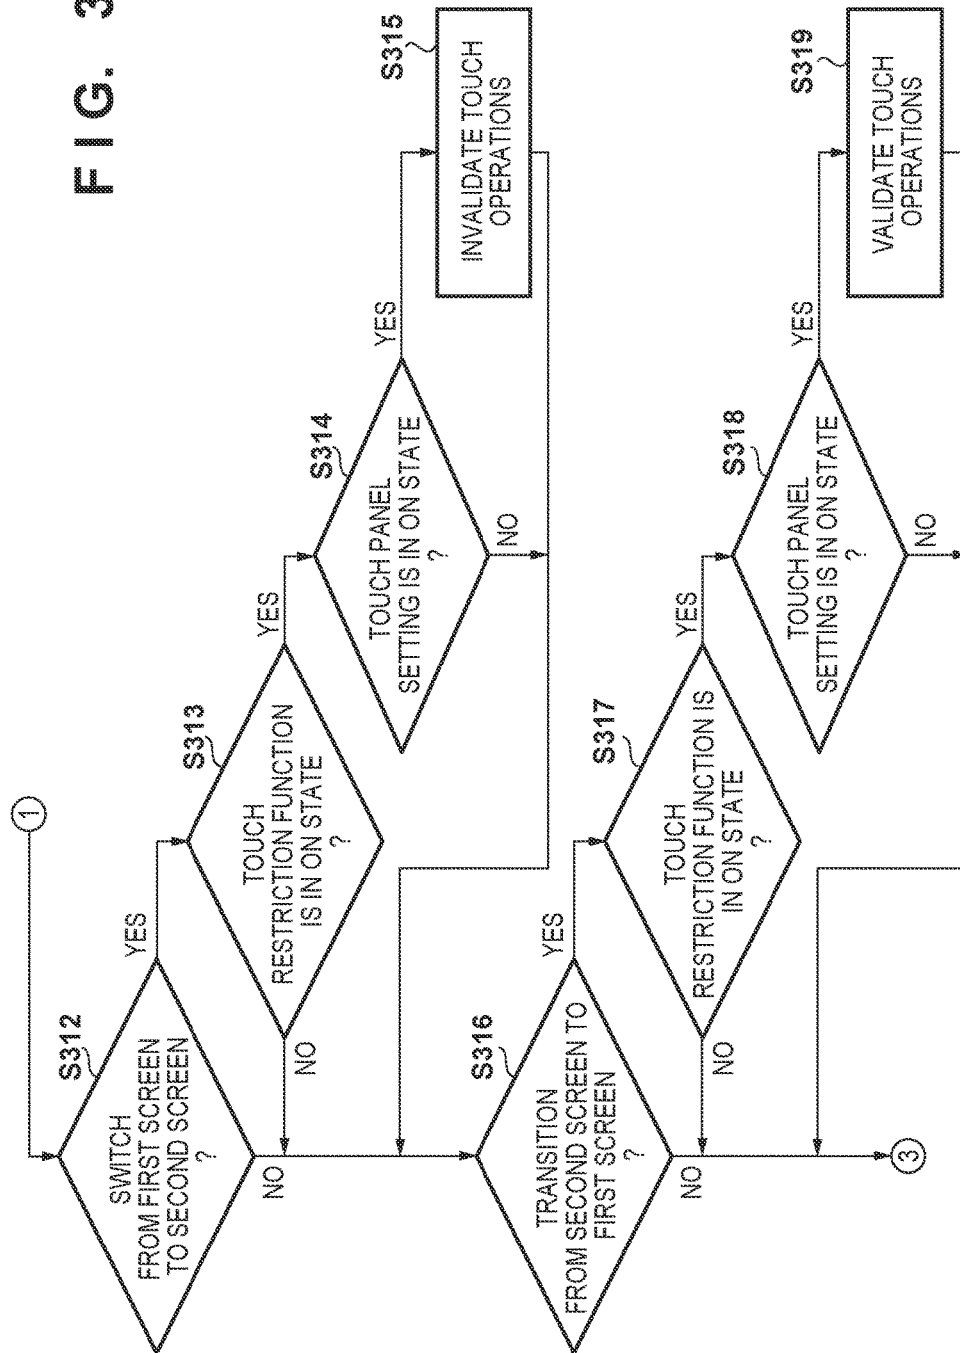 FIG. 3
1
S312
SWITCH
FROM FIRST SCREEN
TO SECOND SCREEN
?
YES
NO
S313
TOUCH
RESTRICTION FUNCTION
IS IN ON STATE
?
YES
NO
S314
TOUCH PANEL
SETTING IS IN ON STATE
?
YES
NO
S315
INVALIDATE TOUCH
OPERATIONS
S316
TRANSITION
FROM SECOND SCREEN TO
FIRST SCREEN
?
YES
NO
S317
TOUCH
RESTRICTION FUNCTION IS
IN ON STATE
?
YES
NO
S318
TOUCH PANEL
SETTING IS IN ON STATE
?
YES
NO
S319
VALIDATE TOUCH
OPERATIONS
3